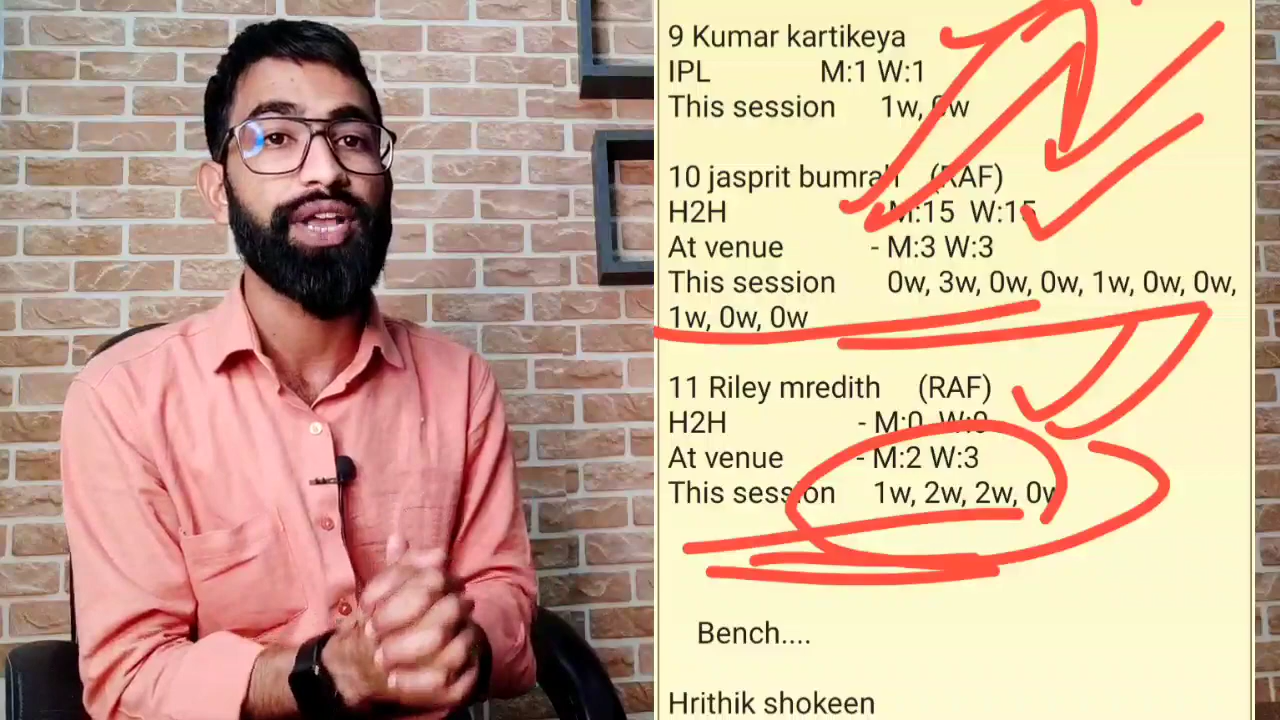 9 Kumar kartikeya
IPL M:1 W:1
This session 1w, 0w
10 jasprit bumrah (RAF)
H2H - M:15 W:15
At venue - M:3 W:3
This session 0w, 3w, 0w, 0w, 1w, 0w, 0w,
1w, 0w, 0w
11 Riley mredith (RAF)
H2H - M:0 W:0
At venue - M:2 W:3
This session 1w, 2w, 2w, 0w
Bench....
Hrithik shokeen